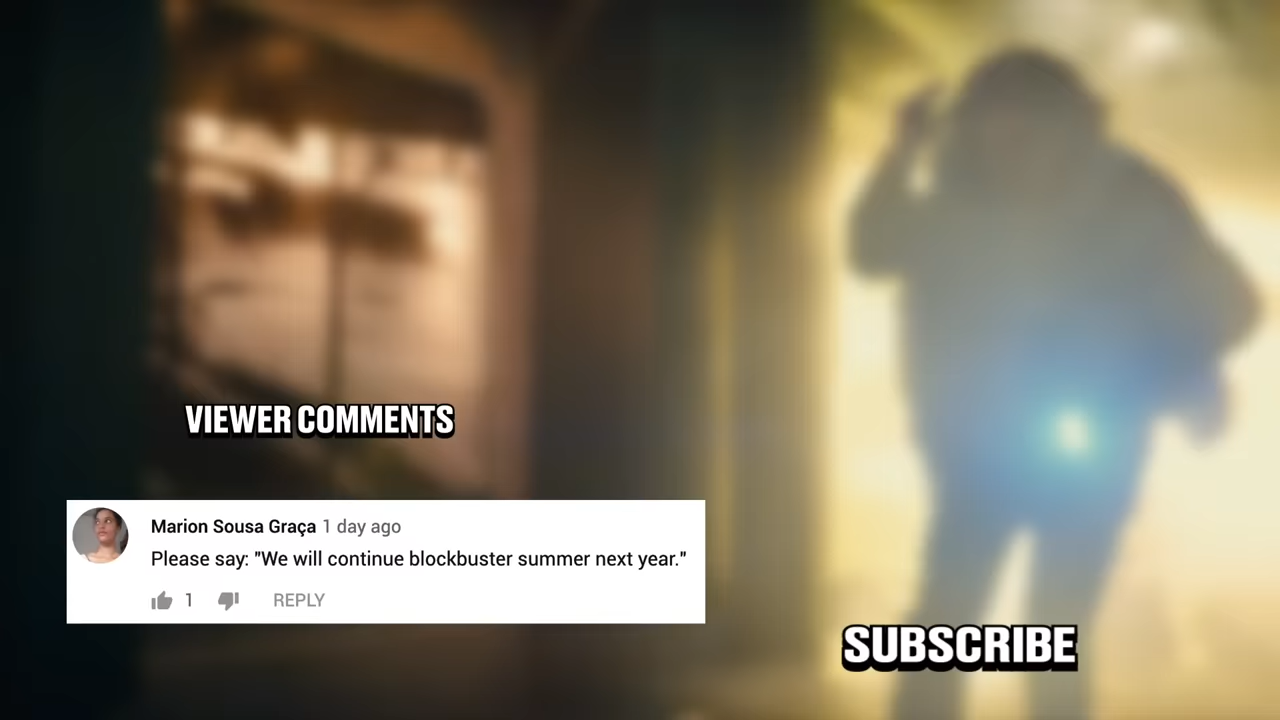 VIEWER COMMENTS
Marion Sousa Graça 1 day ago
Please say: "We will continue blockbuster summer next year."
1 REPLY
SUBSCRIBE